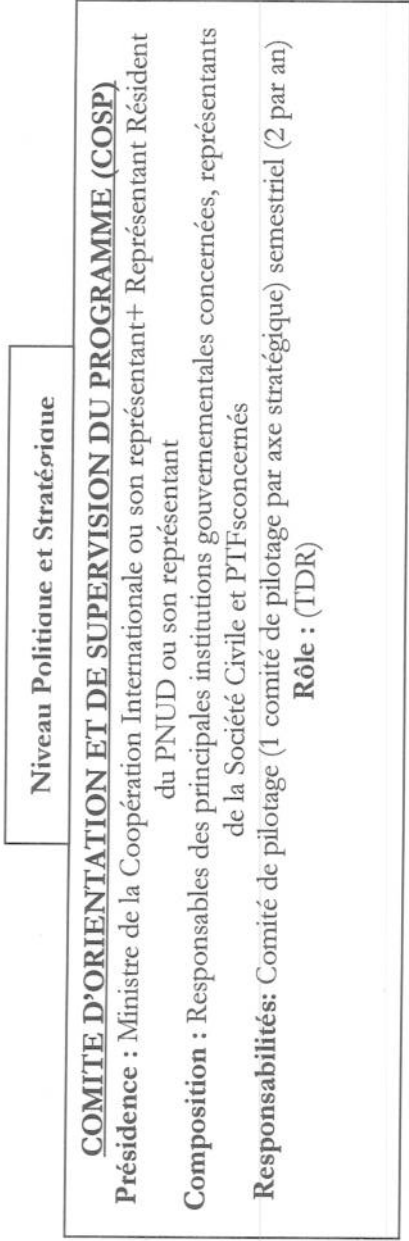 Niveau Politique et Stratégique
COMITE D'ORIENTATION ET DE SUPERVISION DU PROGRAMME (COSP)
Présidence : Ministre de la Coopération Internationale ou son représentant+ Représentant Résident
du PNUD ou son représentant
Composition : Responsables des principales institutions gouvernementales concernées, représentants
de la Société Civile et PTFsconcernés
Responsabilités: Comité de pilotage (1 comité de pilotage par axe stratégique) semestriel (2 par an)
Rôle : (TDR)